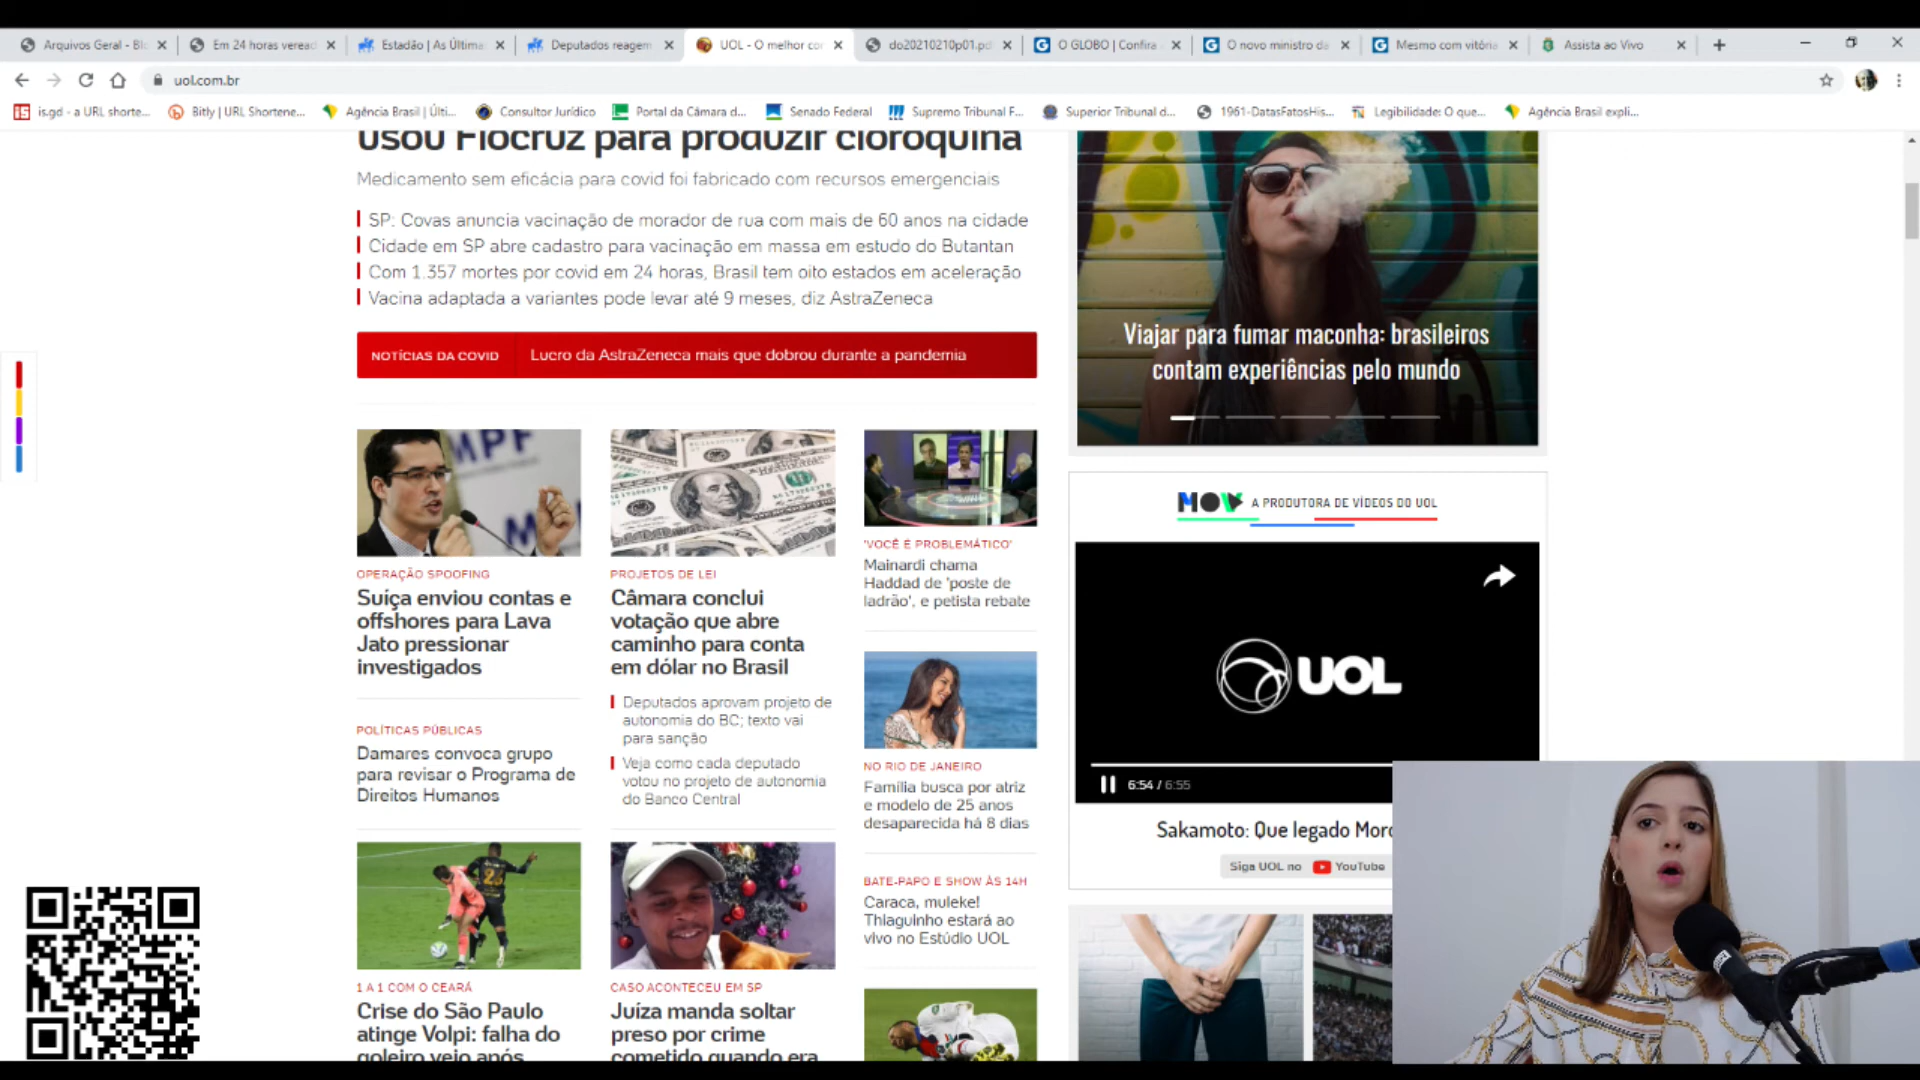 Arquivos Geral - Bl
Em 24 horas veread
Estadão | As Última
Deputados reagem
UOL - O melhor co
do20210210p01.pd
O GLOBO | Confira
O novo ministro da
Mesmo com vitória
Assista ao Vivo
uol.com.br
is.gd - a URL shorte...
Bitly | URL Shortene...
Agência Brasil | Últi...
Consultor Jurídico
Portal da Câmara d...
Senado Federal
Supremo Tribunal F...
Superior Tribunal d...
1961-DatasFatosHis...
Legibilidade: O que...
Agência Brasil expli...
usou Fiocruz para produzir cloroquina
Medicamento sem eficácia para covid foi fabricado com recursos emergenciais
SP: Covas anuncia vacinação de morador de rua com mais de 60 anos na cidade
Cidade em SP abre cadastro para vacinação em massa em estudo do Butantan
Com 1.357 mortes por covid em 24 horas, Brasil tem oito estados em aceleração
Vacina adaptada a variantes pode levar até 9 meses, diz AstraZeneca
NOTÍCIAS DA COVID
Lucro da AstraZeneca mais que dobrou durante a pandemia
MPF
OPERAÇÃO SPOOFING
Suíça enviou contas e
offshores para Lava
Jato pressionar
investigados
POLÍTICAS PÚBLICAS
Damares convoca grupo
para revisar o Programa de
Direitos Humanos
23
1 A 1 COM O CEARÁ
Crise do São Paulo
atinge Volpi: falha do
goleiro veio após
PROJETOS DE LEI
Câmara conclui
votação que abre
caminho para conta
em dólar no Brasil
Deputados aprovam projeto de
autonomia do BC; texto vai
para sanção
Veja como cada deputado
votou no projeto de autonomia
do Banco Central
CASO ACONTECEU EM SP
Juíza manda soltar
preso por crime
cometido quando era
'VOCÊ É PROBLEMÁTICO'
Mainardi chama
Haddad de 'poste de
ladrão', e petista rebate
NO RIO DE JANEIRO
Família busca por atriz
e modelo de 25 anos
desaparecida há 8 dias
BATE-PAPO E SHOW ÀS 14H
Caraca, muleke!
Thiaguinho estará ao
vivo no Estúdio UOL
Viajar para fumar maconha: brasileiros
contam experiências pelo mundo
MOV A PRODUTORA DE VÍDEOS DO UOL
UOL
6:54 / 6:55
Sakamoto: Que legado Moro
Siga UOL no YouTube